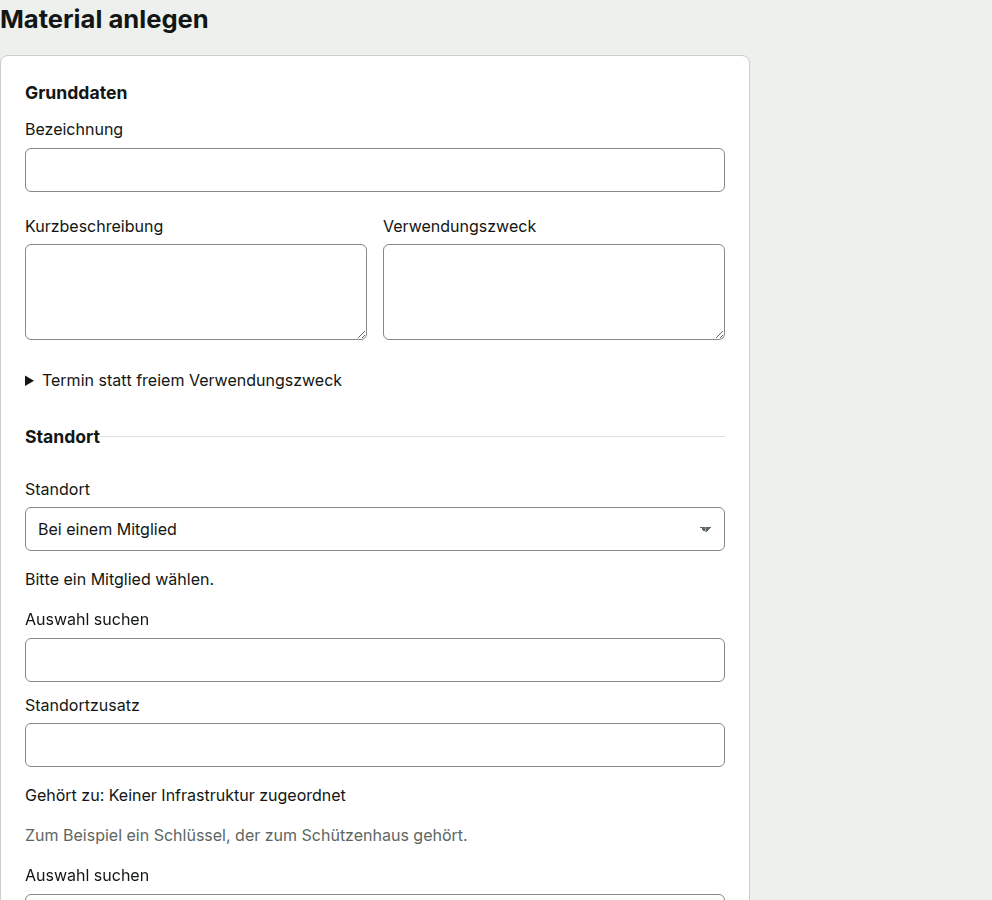 Material anlegen
Grunddaten
Bezeichnung
Kurzbeschreibung
Verwendungszweck
Termin statt freiem Verwendungszweck
Standort
Standort
Bei einem Mitglied
Bitte ein Mitglied wählen.
Auswahl suchen
Standortzusatz
Gehört zu: Keiner Infrastruktur zugeordnet
Zum Beispiel ein Schlüssel, der zum Schützenhaus gehört.
Auswahl suchen